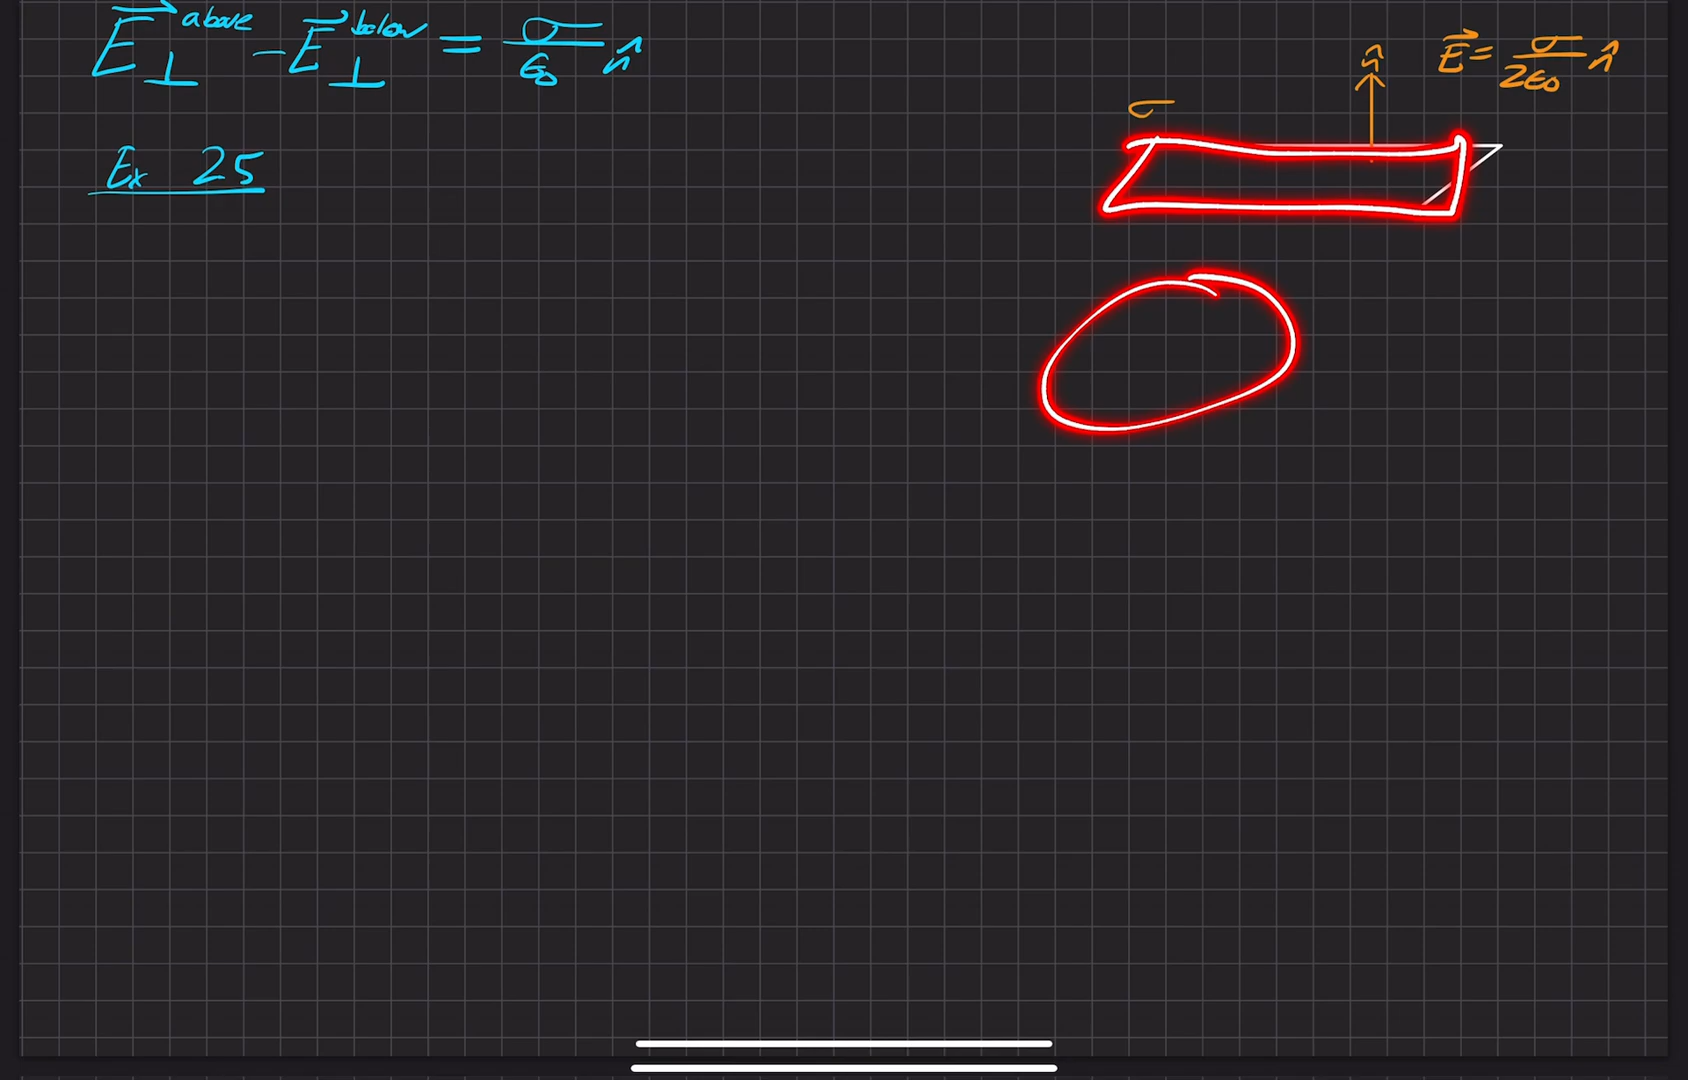 E⃗⊥^above - E⃗⊥^below = σ/ε₀ n̂
n̂ E⃗ = σ/2ε₀ n̂
σ
Ex 25